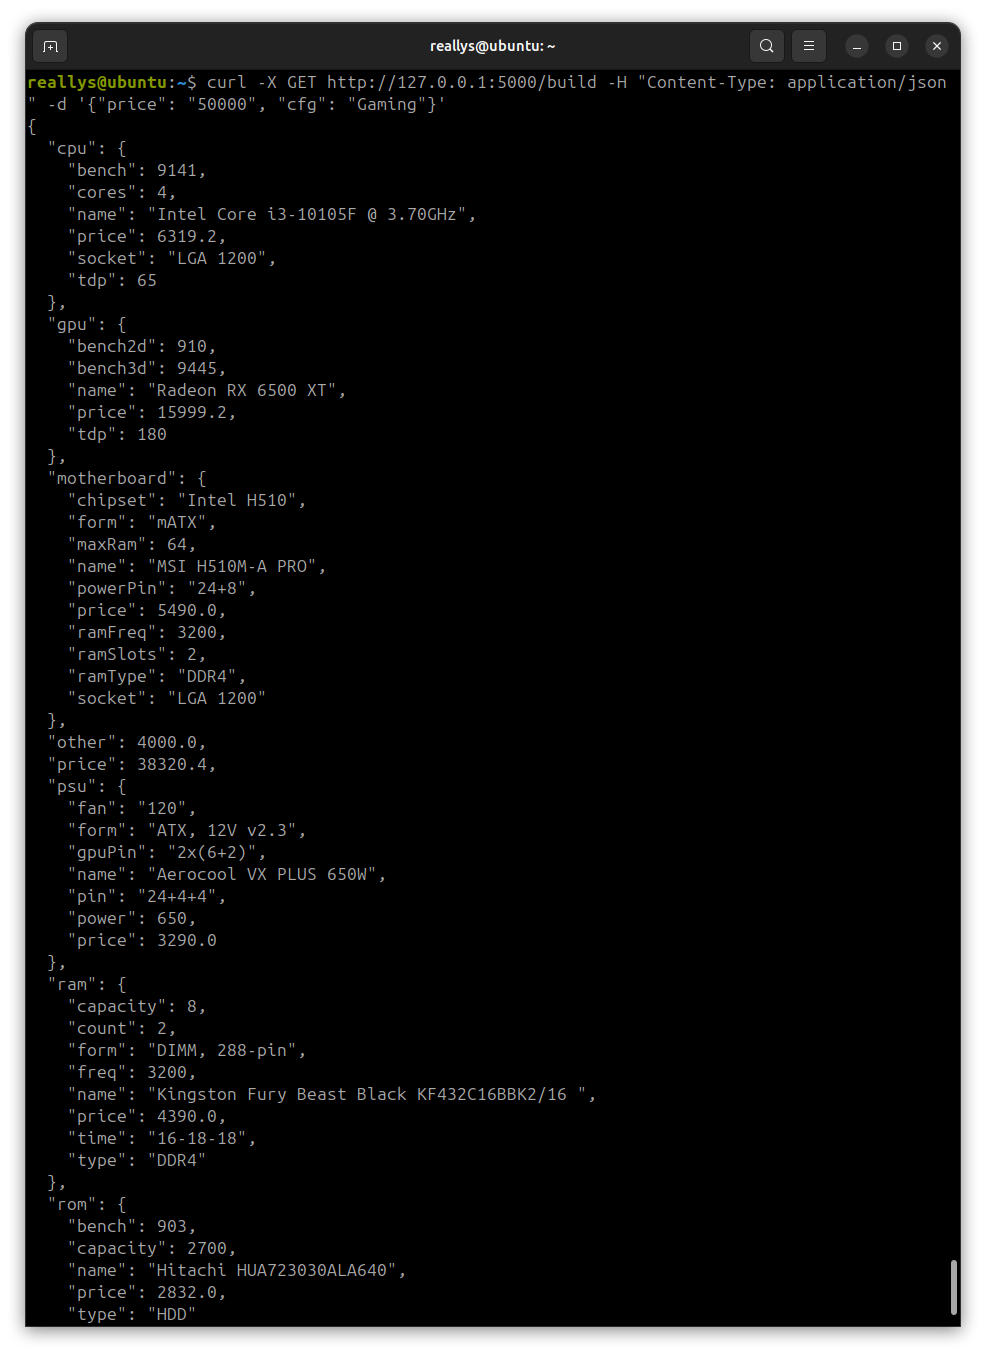 reallys@ubuntu: ~
reallys@ubuntu:~$ curl -X GET http://127.0.0.1:5000/build -H "Content-Type: application/json
" -d '{"price": "50000", "cfg": "Gaming"}'
{
  "cpu": {
    "bench": 9141,
    "cores": 4,
    "name": "Intel Core i3-10105F @ 3.70GHz",
    "price": 6319.2,
    "socket": "LGA 1200",
    "tdp": 65
  },
  "gpu": {
    "bench2d": 910,
    "bench3d": 9445,
    "name": "Radeon RX 6500 XT",
    "price": 15999.2,
    "tdp": 180
  },
  "motherboard": {
    "chipset": "Intel H510",
    "form": "mATX",
    "maxRam": 64,
    "name": "MSI H510M-A PRO",
    "powerPin": "24+8",
    "price": 5490.0,
    "ramFreq": 3200,
    "ramSlots": 2,
    "ramType": "DDR4",
    "socket": "LGA 1200"
  },
  "other": 4000.0,
  "price": 38320.4,
  "psu": {
    "fan": "120",
    "form": "ATX, 12V v2.3",
    "gpuPin": "2x(6+2)",
    "name": "Aerocool VX PLUS 650W",
    "pin": "24+4+4",
    "power": 650,
    "price": 3290.0
  },
  "ram": {
    "capacity": 8,
    "count": 2,
    "form": "DIMM, 288-pin",
    "freq": 3200,
    "name": "Kingston Fury Beast Black KF432C16BBK2/16 ",
    "price": 4390.0,
    "time": "16-18-18",
    "type": "DDR4"
  },
  "rom": {
    "bench": 903,
    "capacity": 2700,
    "name": "Hitachi HUA723030ALA640",
    "price": 2832.0,
    "type": "HDD"